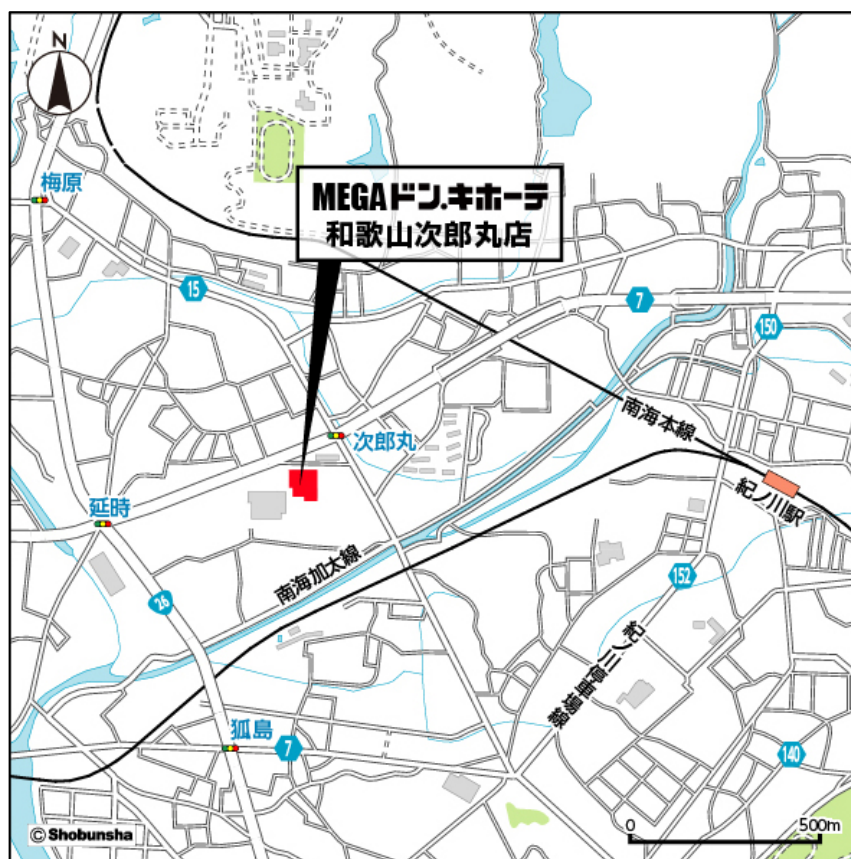 N
梅原
MEGAドン.キホーテ
和歌山次郎丸店
15
7
150
南海本線
次郎丸
紀ノ川駅
延時
南海加太線
152
26
紀ノ川停車場線
狐島
7
140
© Shobunsha
0 500m